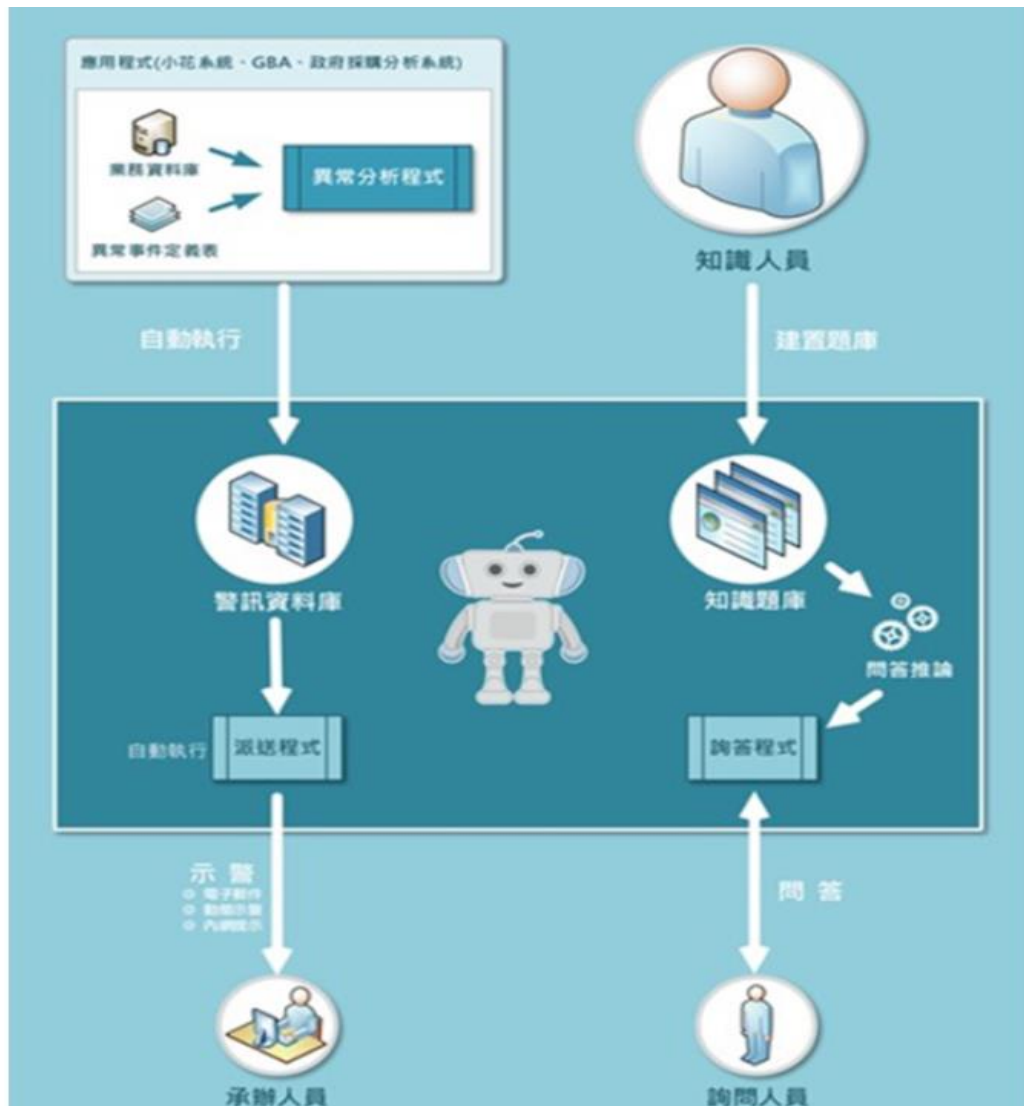 應用程式(小花系統、GBA、政府採購分析系統)
業務資料庫
異常分析程式
異常事件定義表
知識人員
自動執行
建置題庫
警訊資料庫
知識題庫
問答推論
自動執行
派送程式
詢答程式
示 警
電子郵件
內網提示
問 答
承辦人員
詢問人員